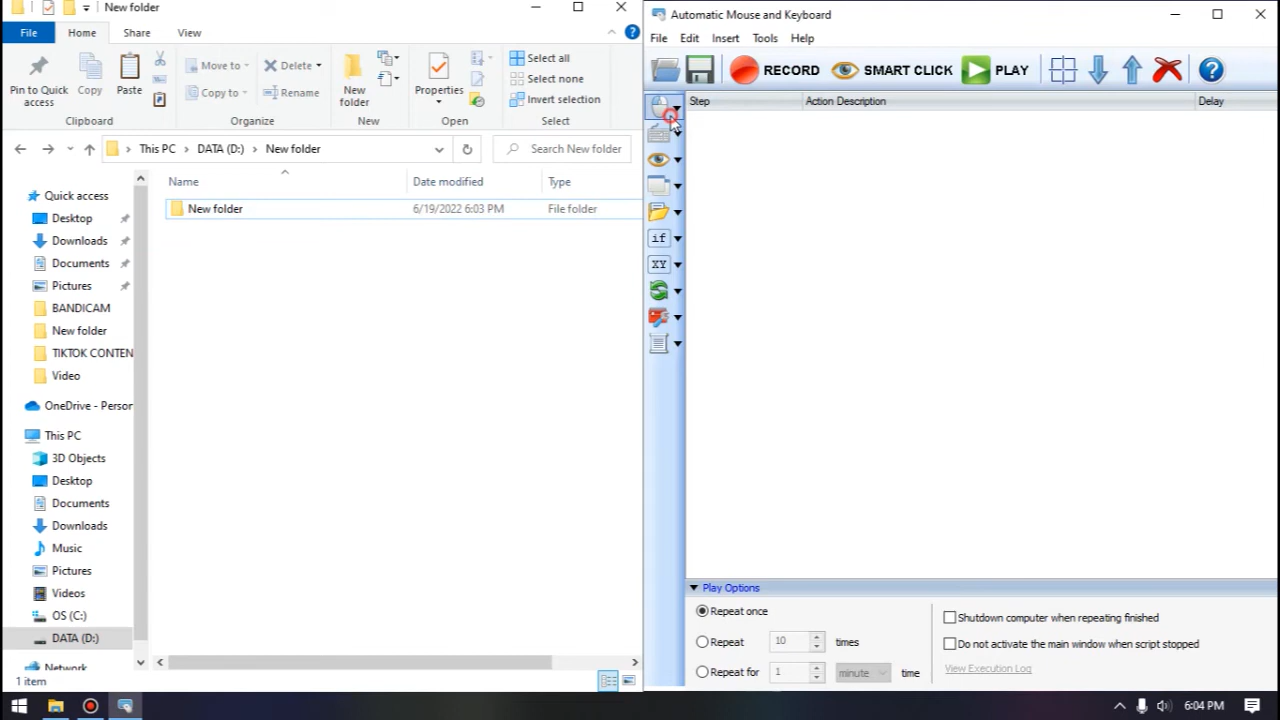 New folder
File Home Share View
Pin to Quick access
Copy
Paste
Clipboard
Move to
Copy to
Delete
Rename
Organize
New folder
New
Properties
Open
Select all
Select none
Invert selection
Select
This PC > DATA (D:) > New folder
Search New folder
Name Date modified Type
New folder 6/19/2022 6:03 PM File folder
Quick access
Desktop
Downloads
Documents
Pictures
BANDICAM
New folder
TIKTOK CONTEN
Video
OneDrive - Person
This PC
3D Objects
Desktop
Documents
Downloads
Music
Pictures
Videos
OS (C:)
DATA (D:)
Network
1 item
Automatic Mouse and Keyboard
File Edit Insert Tools Help
RECORD SMART CLICK PLAY
Step Action Description Delay
if
XY
Play Options
Repeat once
Repeat 10 times
Repeat for 1 minute time
Shutdown computer when repeating finished
Do not activate the main window when script stopped
View Execution Log
6:04 PM